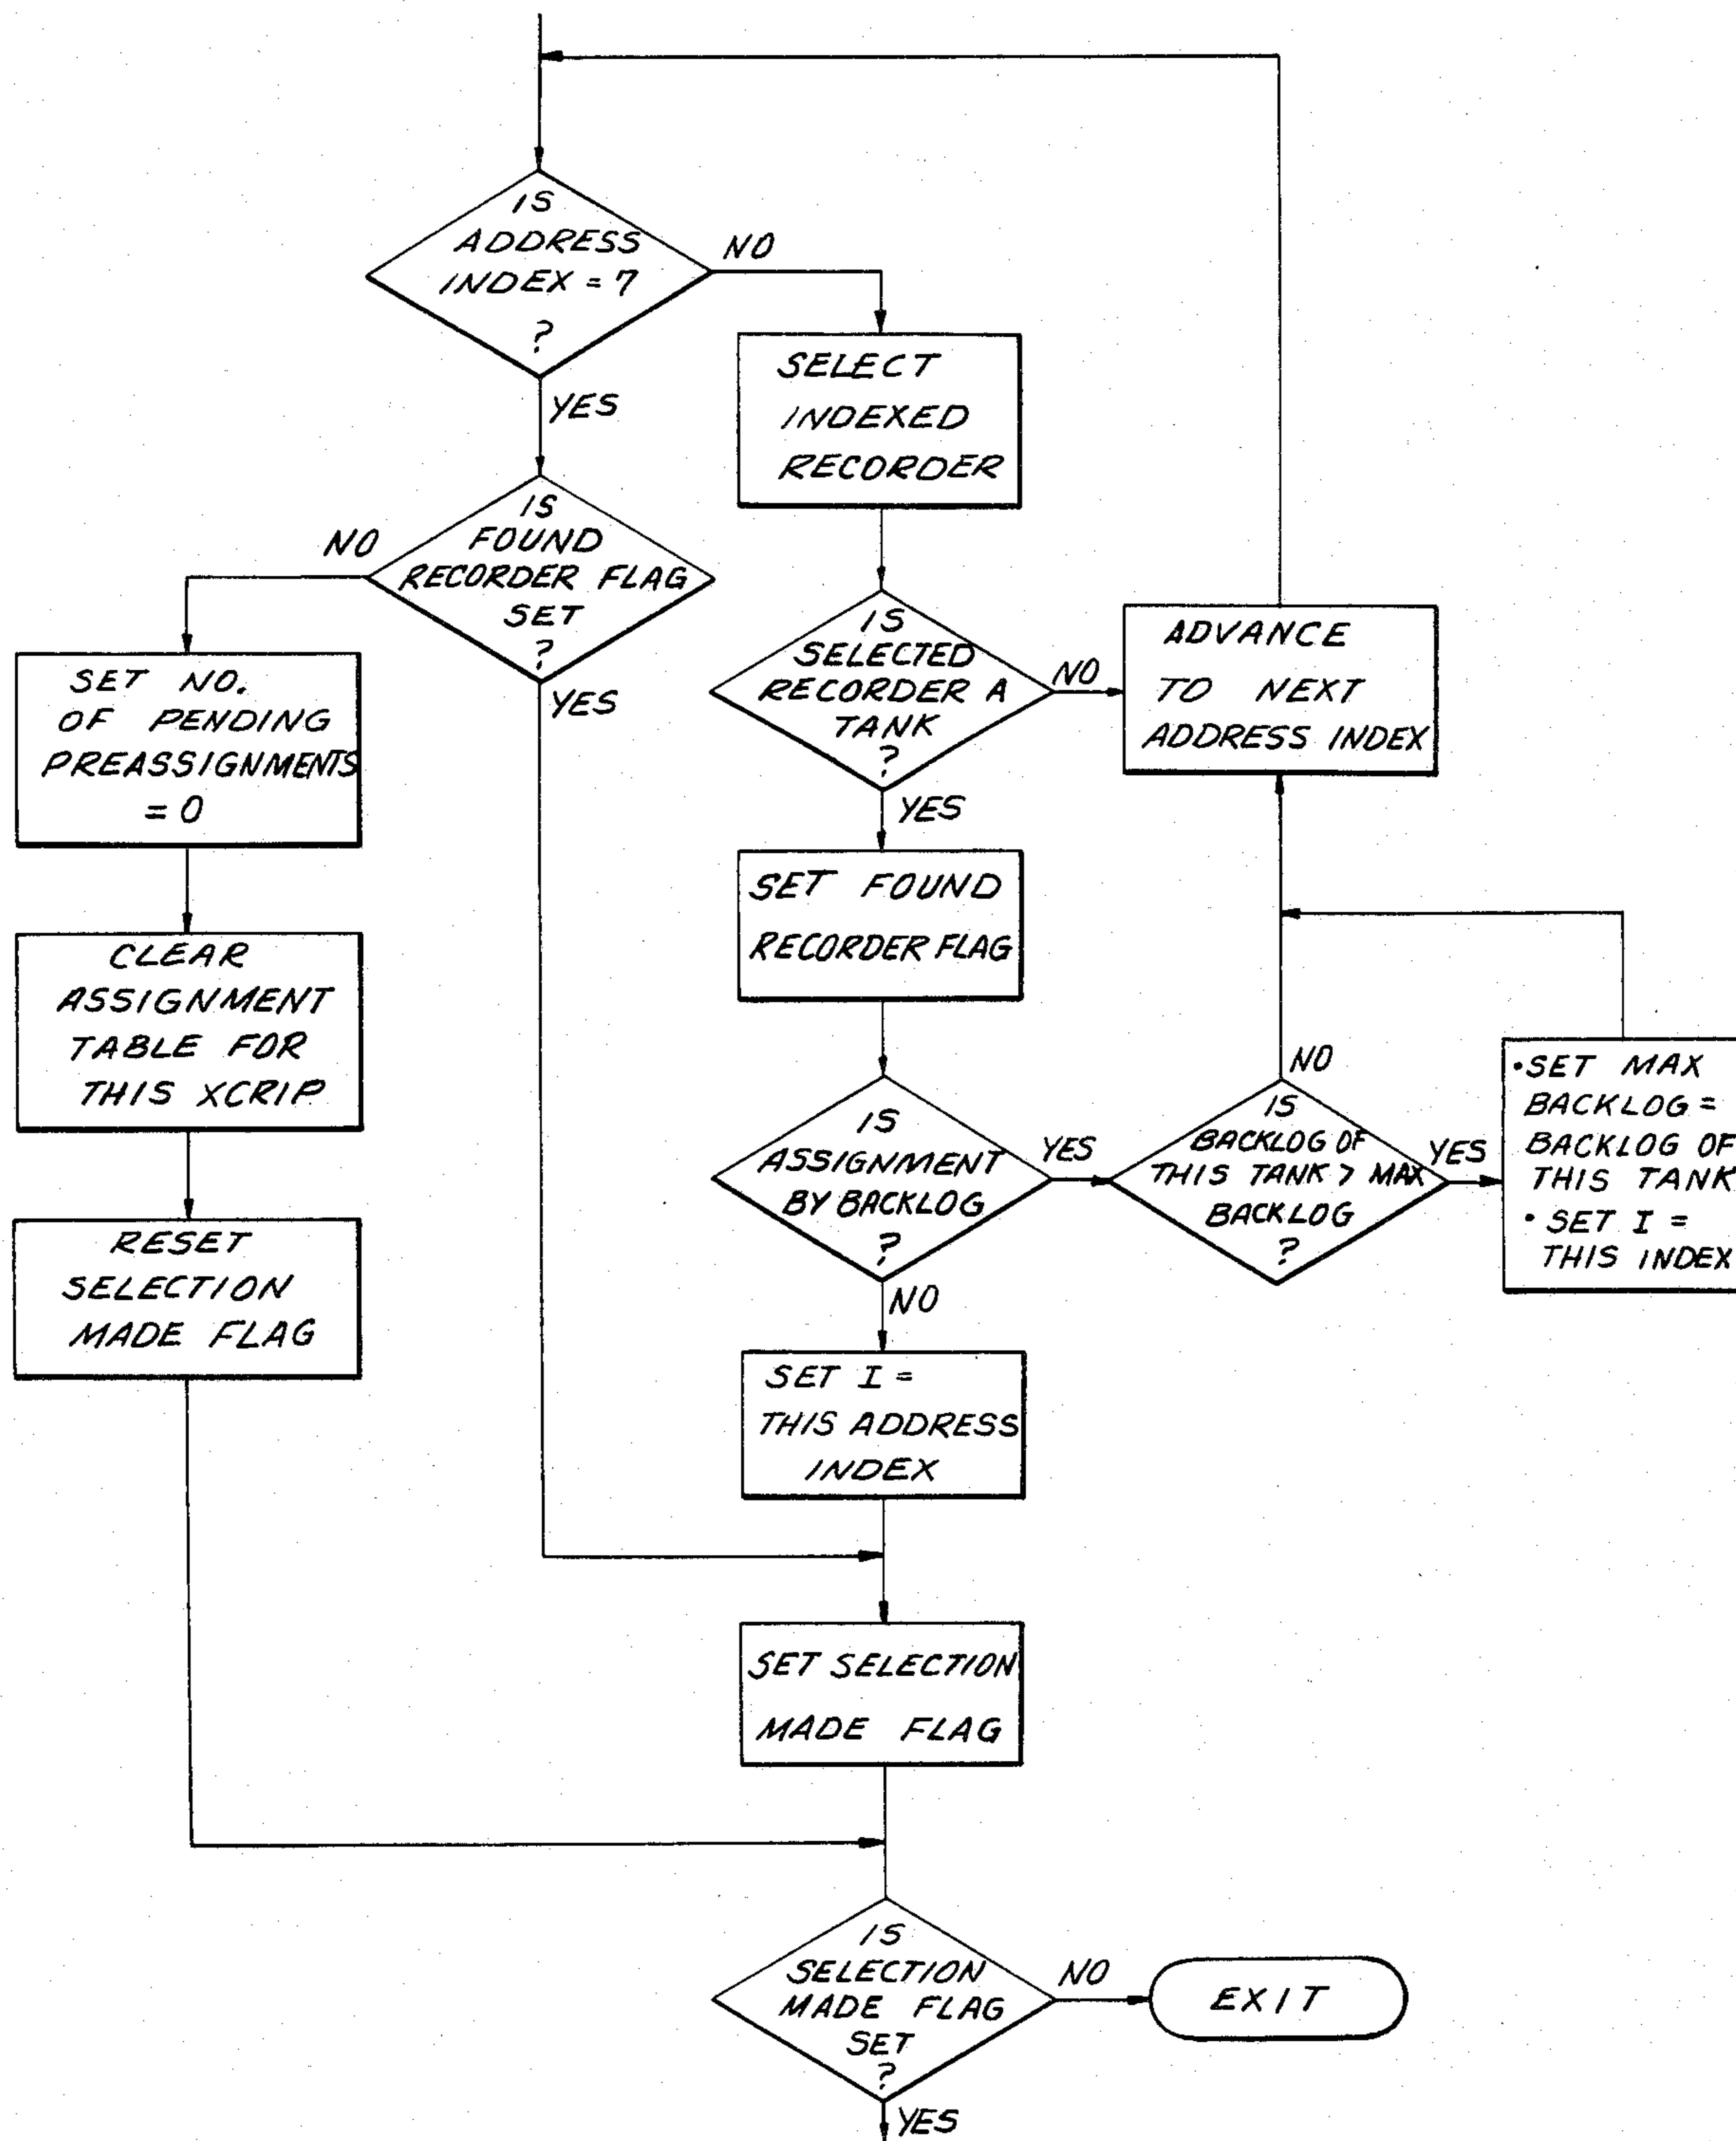 IS
ADDRESS
INDEX = 7
?
NO
YES
SELECT
INDEXED
RECORDER
IS
FOUND
RECORDER FLAG
SET
?
NO
YES
IS
SELECTED
RECORDER A
TANK
?
NO
YES
ADVANCE
TO NEXT
ADDRESS INDEX
SET NO.
OF PENDING
PREASSIGNMENTS
= 0
SET FOUND
RECORDER FLAG
CLEAR
ASSIGNMENT
TABLE FOR
THIS XCRIP
IS
ASSIGNMENT
BY BACKLOG
?
YES
NO
NO
IS
BACKLOG OF
THIS TANK > MAX
BACKLOG
?
YES
• SET MAX
BACKLOG =
BACKLOG OF
THIS TANK
• SET I =
THIS INDEX
RESET
SELECTION
MADE FLAG
SET I =
THIS ADDRESS
INDEX
SET SELECTION
MADE FLAG
IS
SELECTION
MADE FLAG
SET
?
NO
EXIT
YES